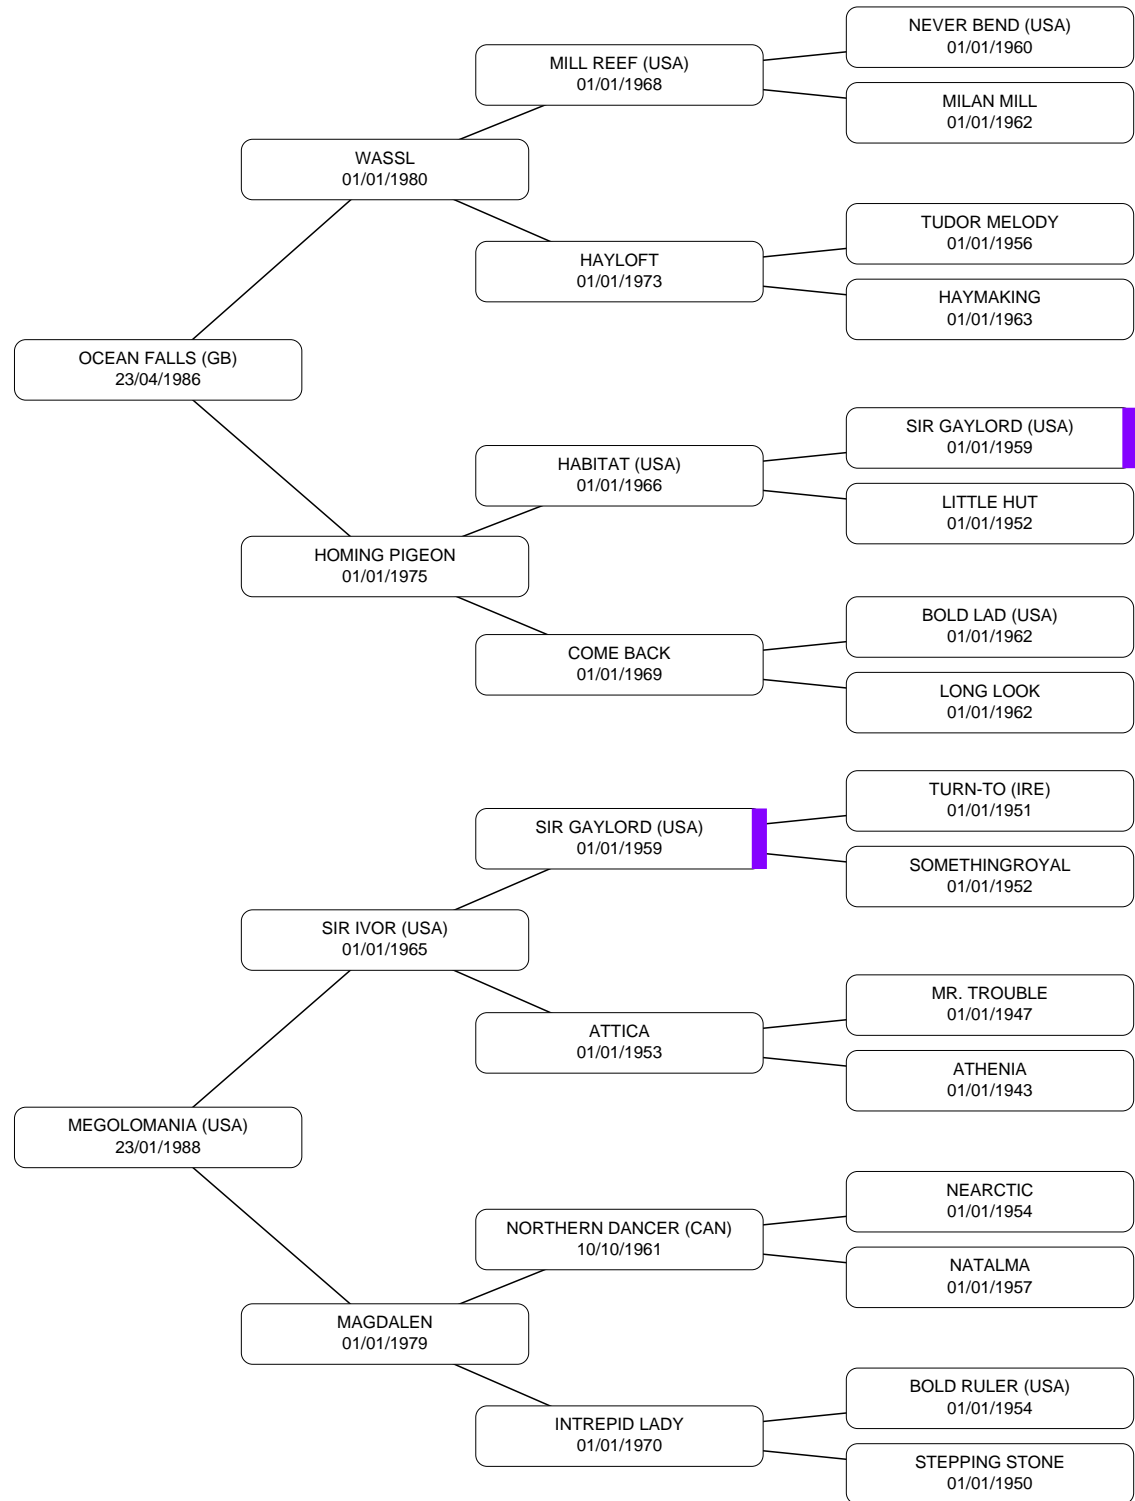 NEVER BEND (USA)
01/01/1960
MILL REEF (USA)
01/01/1968
MILAN MILL
01/01/1962
WASSL
01/01/1980
TUDOR MELODY
01/01/1956
HAYLOFT
01/01/1973
HAYMAKING
01/01/1963
OCEAN FALLS (GB)
23/04/1986
SIR GAYLORD (USA)
01/01/1959
HABITAT (USA)
01/01/1966
LITTLE HUT
01/01/1952
HOMING PIGEON
01/01/1975
BOLD LAD (USA)
01/01/1962
COME BACK
01/01/1969
LONG LOOK
01/01/1962
TURN-TO (IRE)
01/01/1951
SIR GAYLORD (USA)
01/01/1959
SOMETHINGROYAL
01/01/1952
SIR IVOR (USA)
01/01/1965
MR. TROUBLE
01/01/1947
ATTICA
01/01/1953
ATHENIA
01/01/1943
MEGOLOMANIA (USA)
23/01/1988
NEARCTIC
01/01/1954
NORTHERN DANCER (CAN)
10/10/1961
NATALMA
01/01/1957
MAGDALEN
01/01/1979
BOLD RULER (USA)
01/01/1954
INTREPID LADY
01/01/1970
STEPPING STONE
01/01/1950